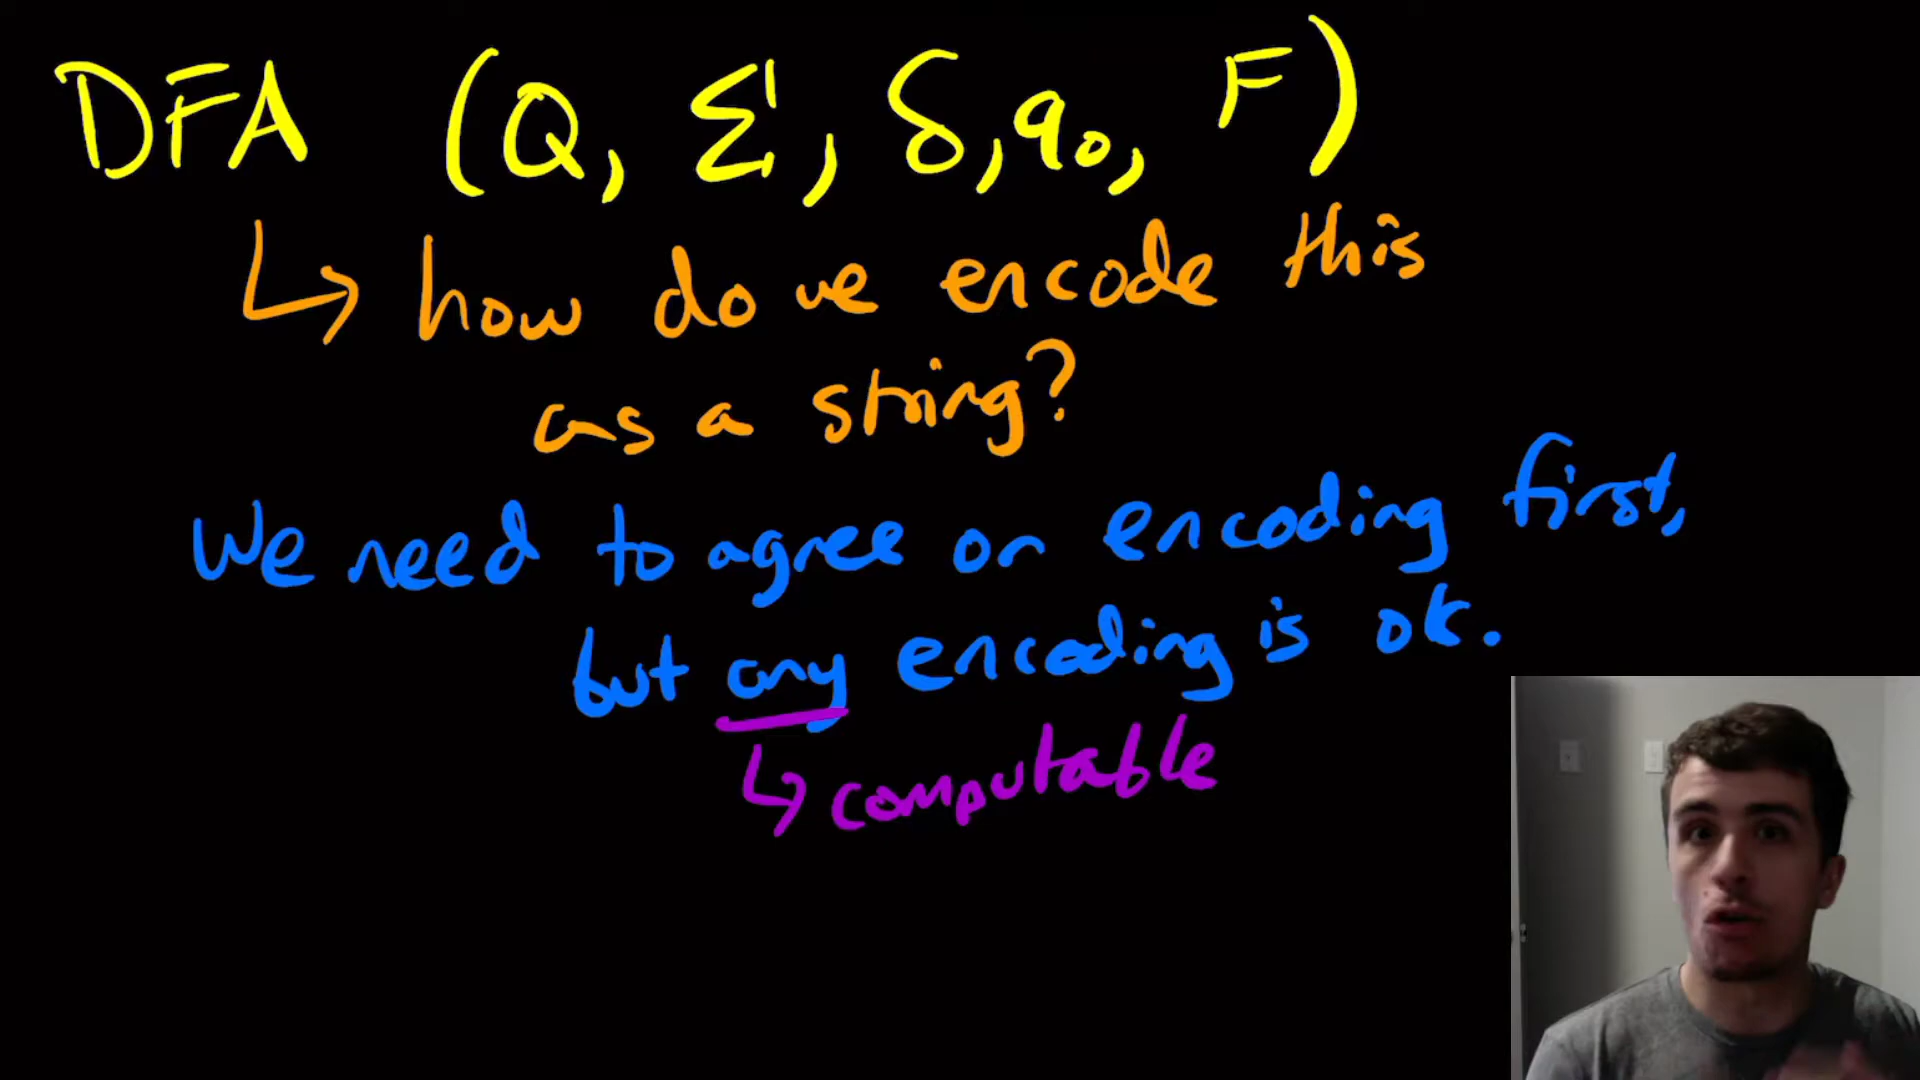 DFA (Q, Σ, δ, q₀, F)
↳ how do we encode this
as a string?
We need to agree on encoding first,
but any encoding is ok.
↳ computable